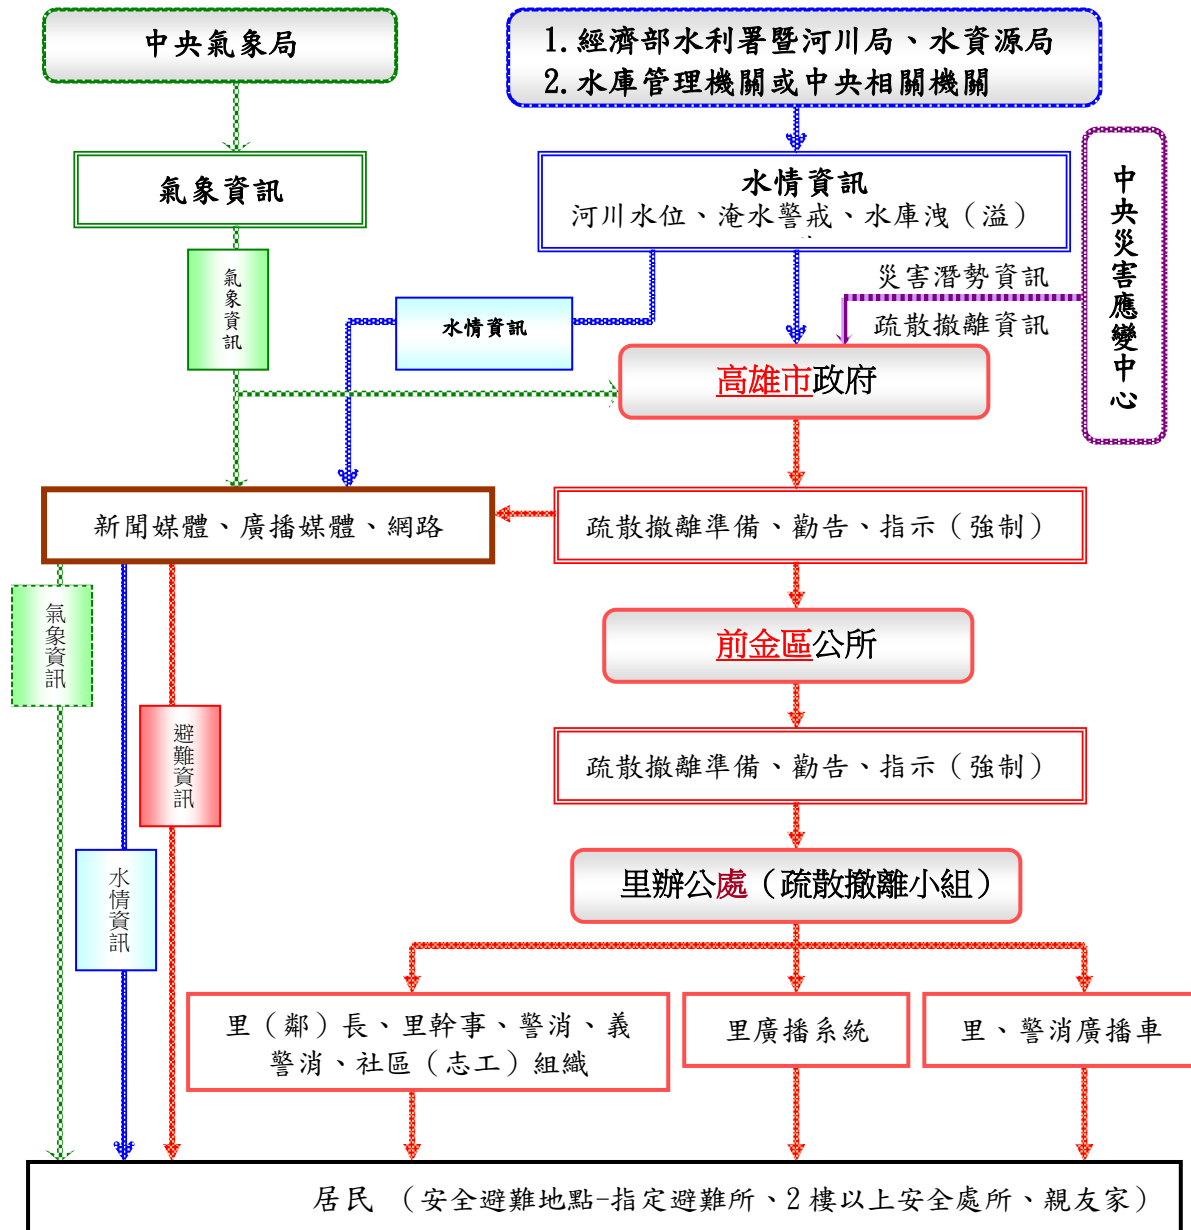 中央氣象局
1.經濟部水利署暨河川局、水資源局
2.水庫管理機關或中央相關機關
氣象資訊
水情資訊
河川水位、淹水警戒、水庫洩（溢）
中央災害應變中心
氣象資訊
水情資訊
災害潛勢資訊
疏散撤離資訊
高雄市政府
新聞媒體、廣播媒體、網路
疏散撤離準備、勸告、指示（強制）
氣象資訊
前金區公所
避難資訊
疏散撤離準備、勸告、指示（強制）
水情資訊
里辦公處（疏散撤離小組）
里（鄰）長、里幹事、警消、義
警消、社區（志工）組織
里廣播系統
里、警消廣播車
居民 （安全避難地點-指定避難所、2樓以上安全處所、親友家）